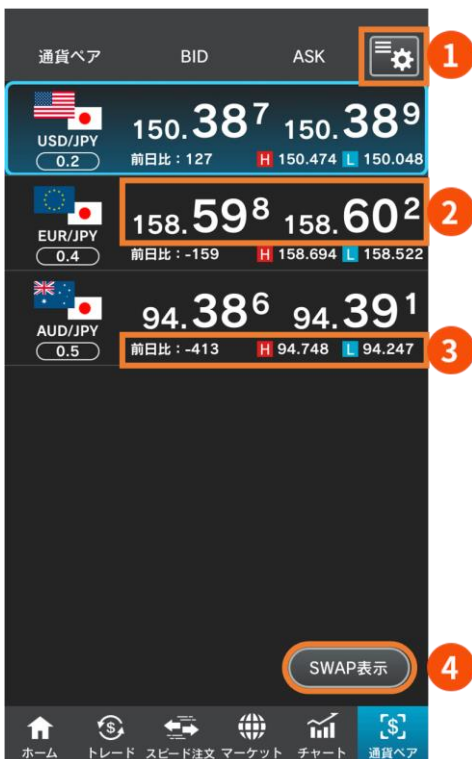 通貨ペア BID ASK 1
150.387 150.389
USD/JPY
0.2 前日比：127 H 150.474 L 150.048
158.598 158.602 2
EUR/JPY
0.4 前日比：-159 H 158.694 L 158.522
94.386 94.391
AUD/JPY
0.5 前日比：-413 H 94.748 L 94.247 3
SWAP表示 4
ホーム トレード スピード注文 マーケット チャート 通貨ペア